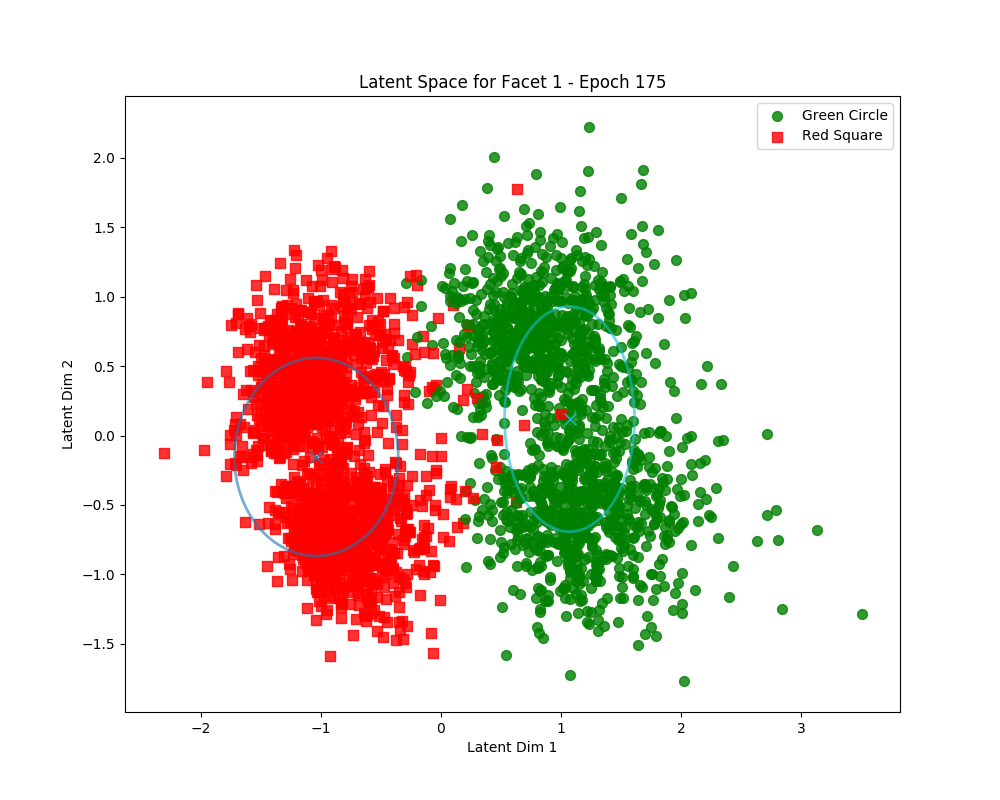 Latent Space for Facet 1 - Epoch 175
Green Circle
Red Square
2.0
1.5
1.0
0.5
0.0
−0.5
−1.0
−1.5
Latent Dim 2
−2
−1
0
1
2
3
Latent Dim 1